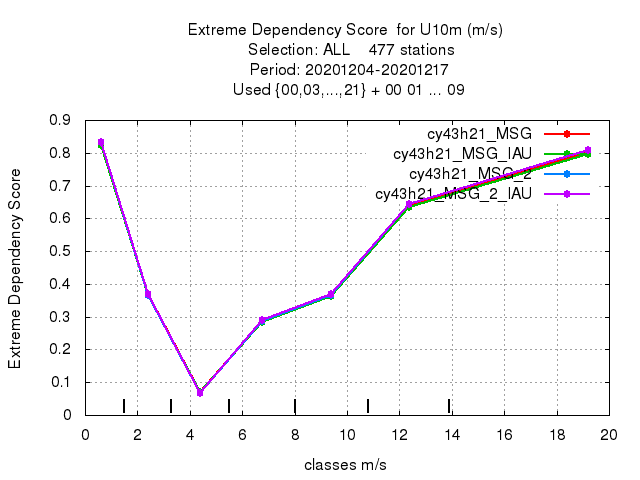 Extreme Dependency Score  for U10m (m/s)
Selection: ALL    477 stations
Period: 20201204-20201217
Used {00,03,...,21} + 00 01 ... 09
cy43h21_MSG
cy43h21_MSG_IAU
cy43h21_MSG_2
cy43h21_MSG_2_IAU
Extreme Dependency Score
0.9
0.8
0.7
0.6
0.5
0.4
0.3
0.2
0.1
0
0 2 4 6 8 10 12 14 16 18 20
classes m/s